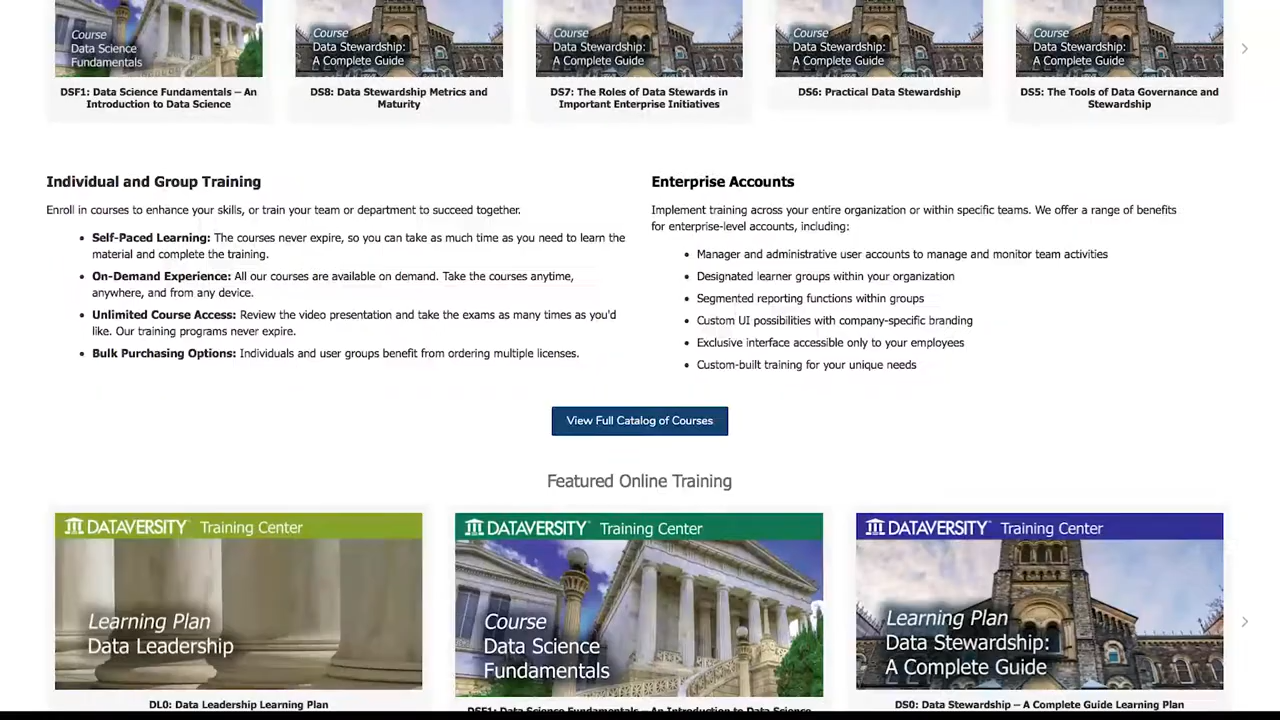 Course
Data Science
Fundamentals
DSF1: Data Science Fundamentals – An
Introduction to Data Science
Course
Data Stewardship:
A Complete Guide
DS8: Data Stewardship Metrics and
Maturity
Course
Data Stewardship:
A Complete Guide
DS7: The Roles of Data Stewards in
Important Enterprise Initiatives
Course
Data Stewardship:
A Complete Guide
DS6: Practical Data Stewardship
Course
Data Stewardship:
A Complete Guide
DS5: The Tools of Data Governance and
Stewardship
Individual and Group Training
Enroll in courses to enhance your skills, or train your team or department to succeed together.
• Self-Paced Learning: The courses never expire, so you can take as much time as you need to learn the
material and complete the training.
• On-Demand Experience: All our courses are available on demand. Take the courses anytime,
anywhere, and from any device.
• Unlimited Course Access: Review the video presentation and take the exams as many times as you'd
like. Our training programs never expire.
• Bulk Purchasing Options: Individuals and user groups benefit from ordering multiple licenses.
Enterprise Accounts
Implement training across your entire organization or within specific teams. We offer a range of benefits
for enterprise-level accounts, including:
• Manager and administrative user accounts to manage and monitor team activities
• Designated learner groups within your organization
• Segmented reporting functions within groups
• Custom UI possibilities with company-specific branding
• Exclusive interface accessible only to your employees
• Custom-built training for your unique needs
View Full Catalog of Courses
Featured Online Training
DATAVERSITY Training Center
Learning Plan
Data Leadership
DL0: Data Leadership Learning Plan
DATAVERSITY Training Center
Course
Data Science
Fundamentals
DSF1: Data Science Fundamentals – An Introduction to Data Science
DATAVERSITY Training Center
Learning Plan
Data Stewardship:
A Complete Guide
DS0: Data Stewardship – A Complete Guide Learning Plan